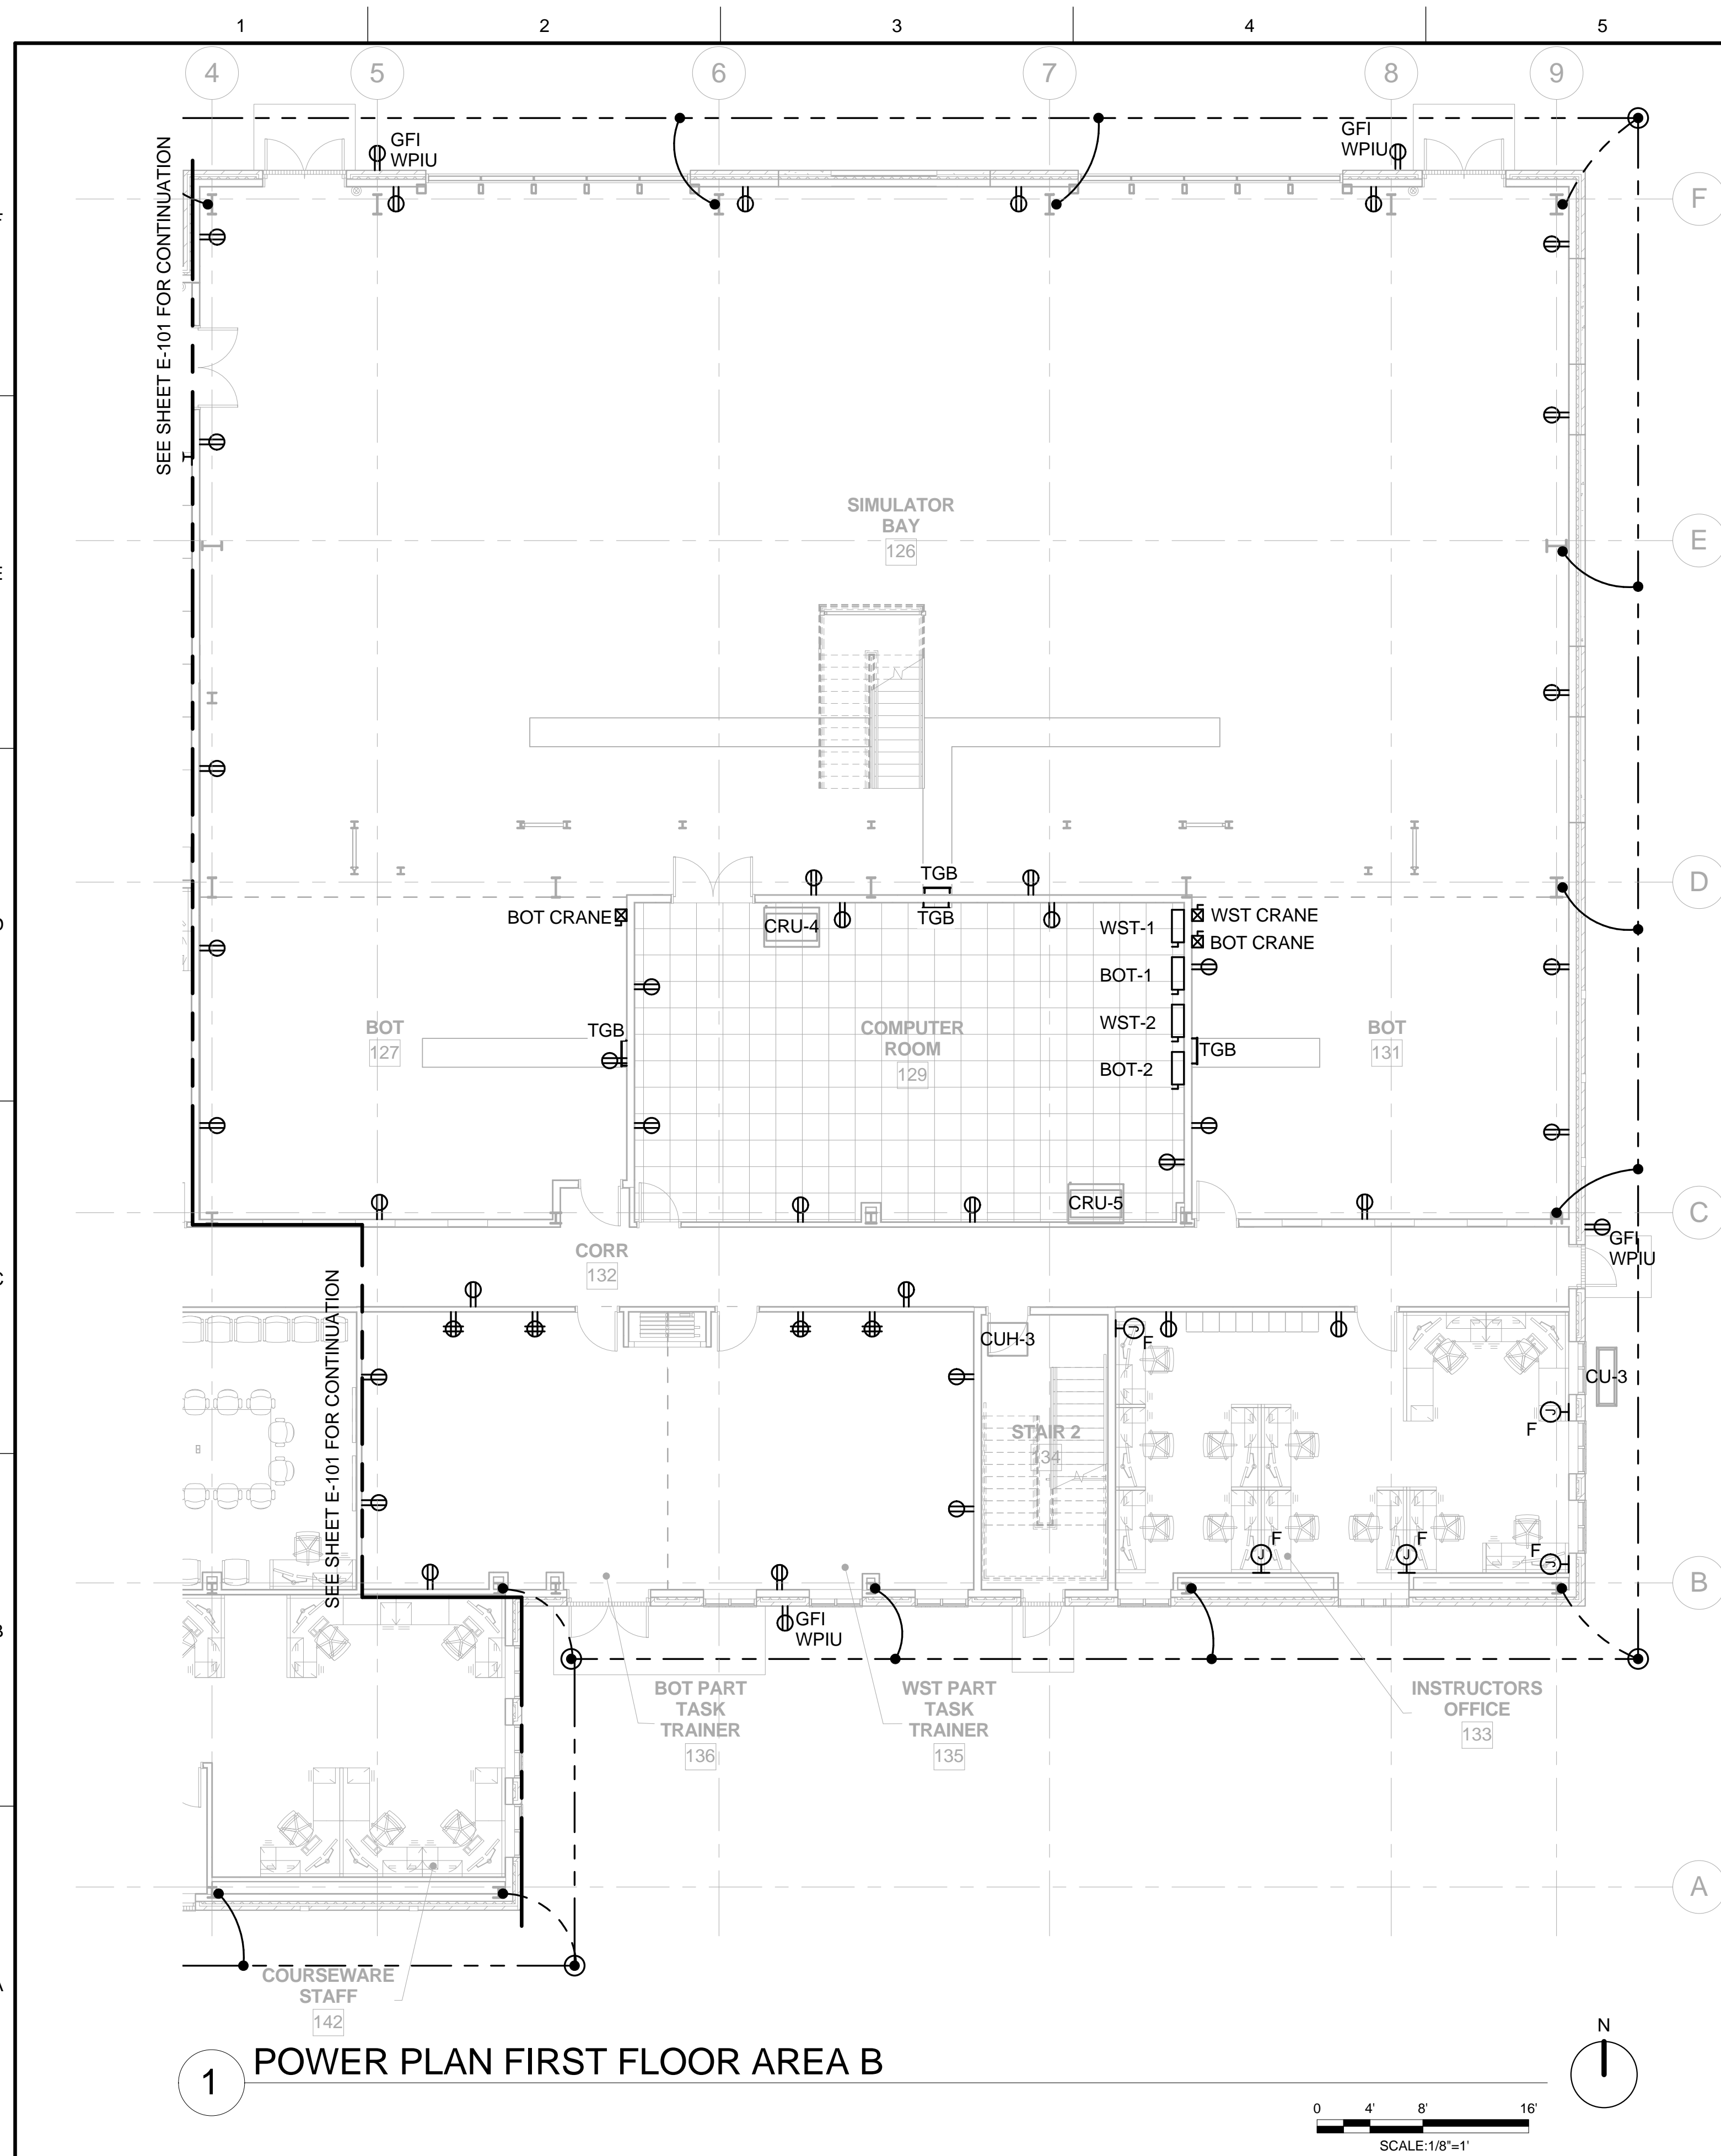 1
2
3
4
5
4
5
6
7
8
9
GFI
WPIU
GFI
WPIU
F
SEE SHEET E-101 FOR CONTINUATION
SIMULATOR
BAY
126
E
D
TGB
BOT CRANE
CRU-4
TGB
WST-1
WST CRANE
BOT CRANE
BOT-1
BOT
127
TGB
COMPUTER
ROOM
129
WST-2
BOT-2
TGB
BOT
131
CRU-5
C
GFI
WPIU
CORR
132
SEE SHEET E-101 FOR CONTINUATION
CUH-3
J
F
CU-3
J
F
STAIR 2
134
J
F
J
F
J
F
B
GFI
WPIU
BOT PART
TASK
TRAINER
136
WST PART
TASK
TRAINER
135
INSTRUCTORS
OFFICE
133
A
COURSEWARE
STAFF
142
1
POWER PLAN FIRST FLOOR AREA B
N
0 4' 8' 16'
SCALE:1/8"=1'